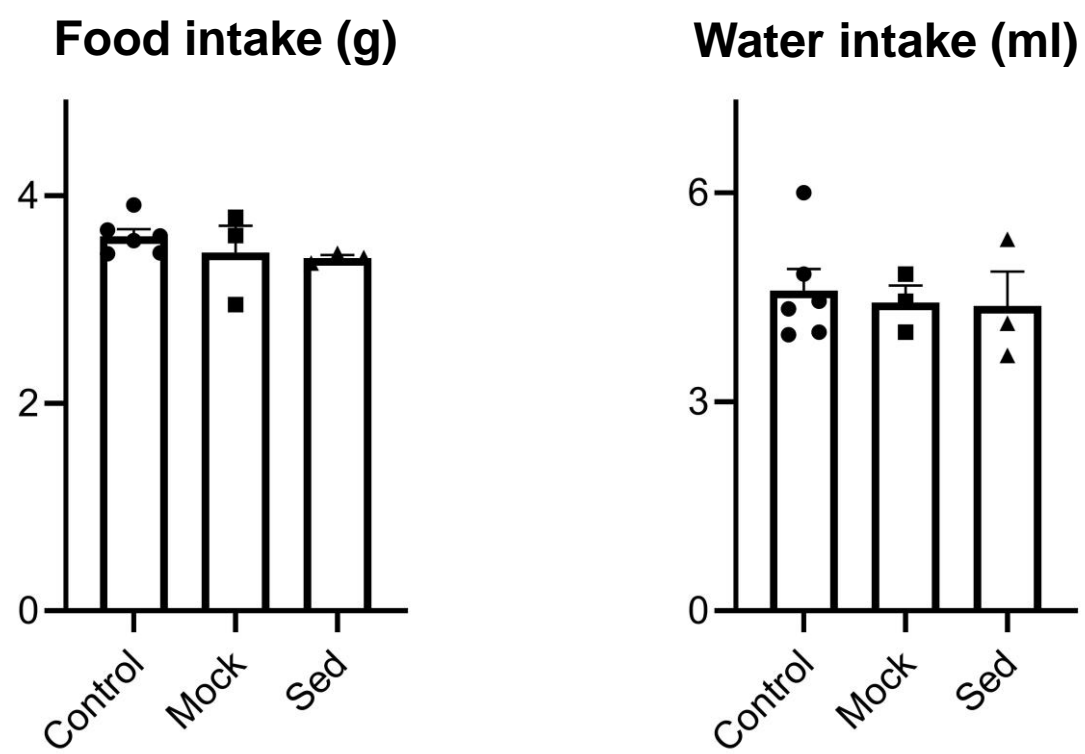 Food intake (g)
4
2
0
Control
Mock
Sed
Water intake (ml)
6
3
0
Control
Mock
Sed